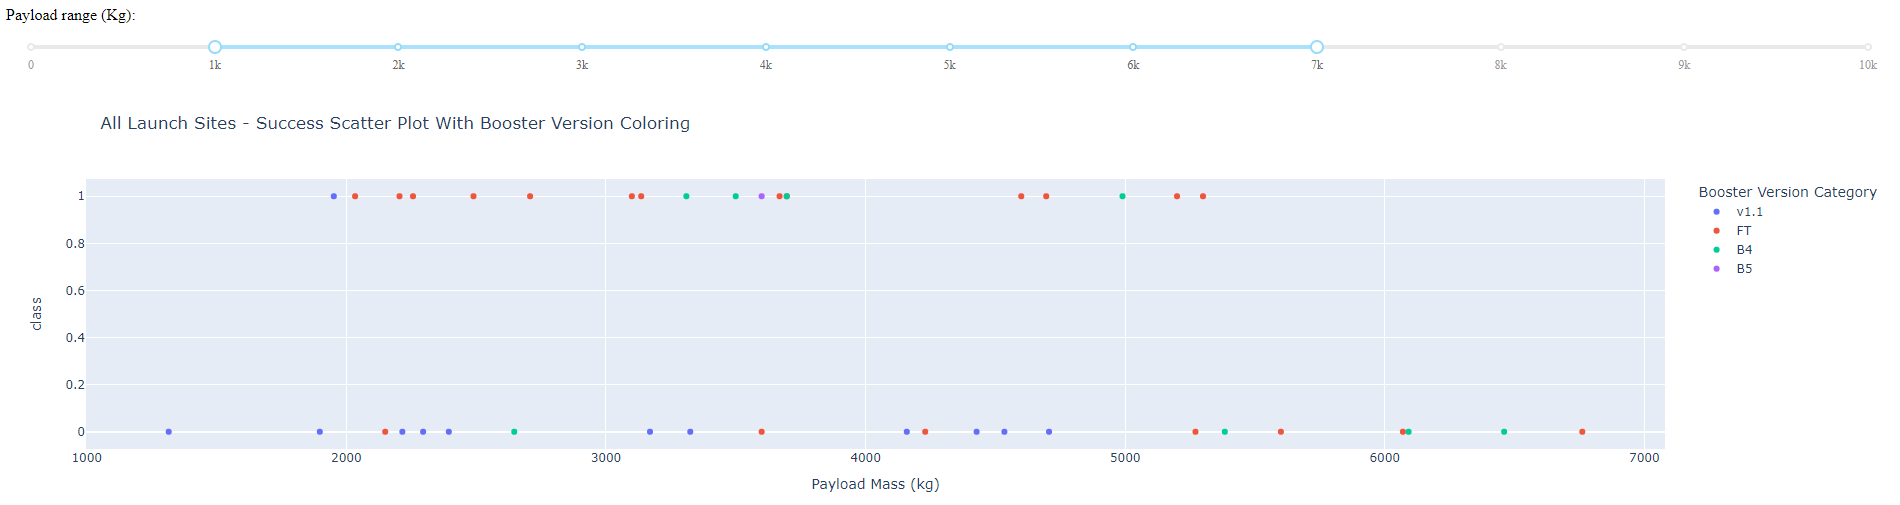 Payload range (Kg):
0 1k 2k 3k 4k 5k 6k 7k 8k 9k 10k
All Launch Sites - Success Scatter Plot With Booster Version Coloring
1
0.8
0.6
0.4
0.2
0
class
1000 2000 3000 4000 5000 6000 7000
Payload Mass (kg)
Booster Version Category
v1.1
FT
B4
B5